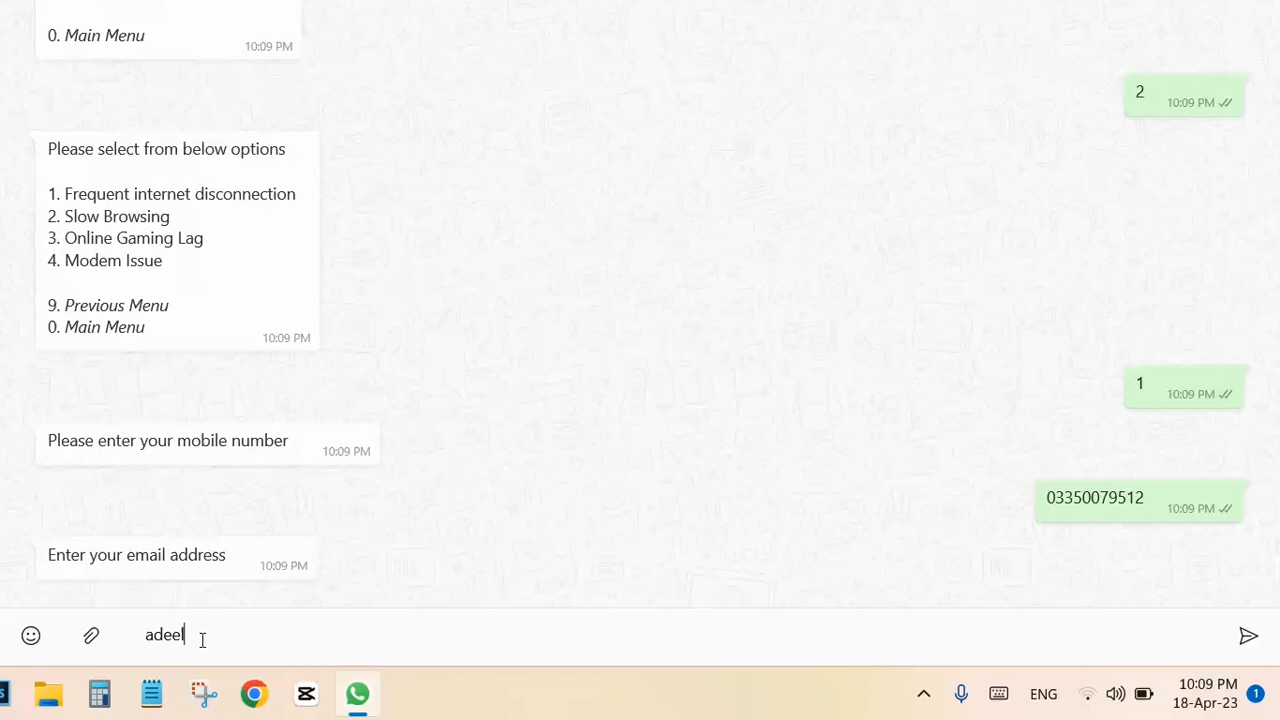 0. Main Menu
10:09 PM
2
10:09 PM
Please select from below options
1. Frequent internet disconnection
2. Slow Browsing
3. Online Gaming Lag
4. Modem Issue
9. Previous Menu
0. Main Menu
10:09 PM
1
10:09 PM
Please enter your mobile number
10:09 PM
03350079512
10:09 PM
Enter your email address
10:09 PM
adeel
ENG
10:09 PM
18-Apr-23
1